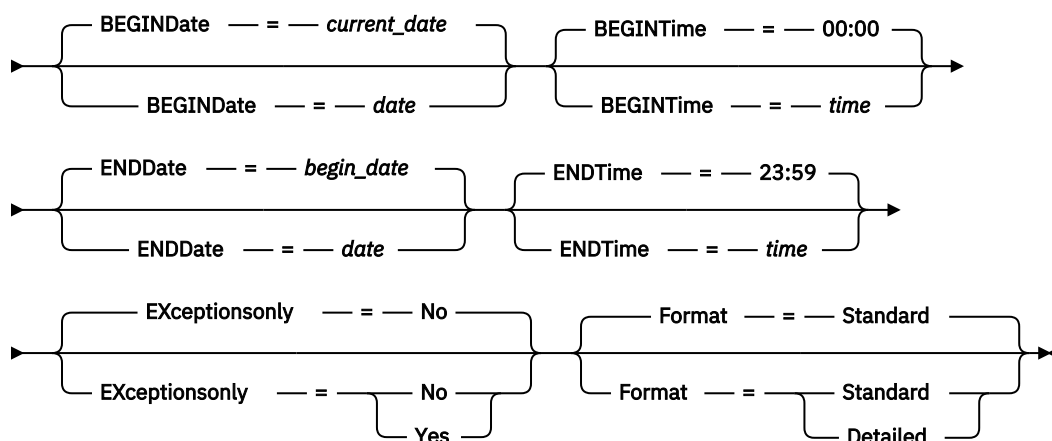 BEGINDate = current_date BEGINTime = 00:00
BEGINDate = date BEGINTime = time
ENDDate = begin_date ENDTime = 23:59
ENDDate = date ENDTime = time
EXceptionsonly = No Format = Standard
EXceptionsonly = No Format = Standard
Yes Detailed